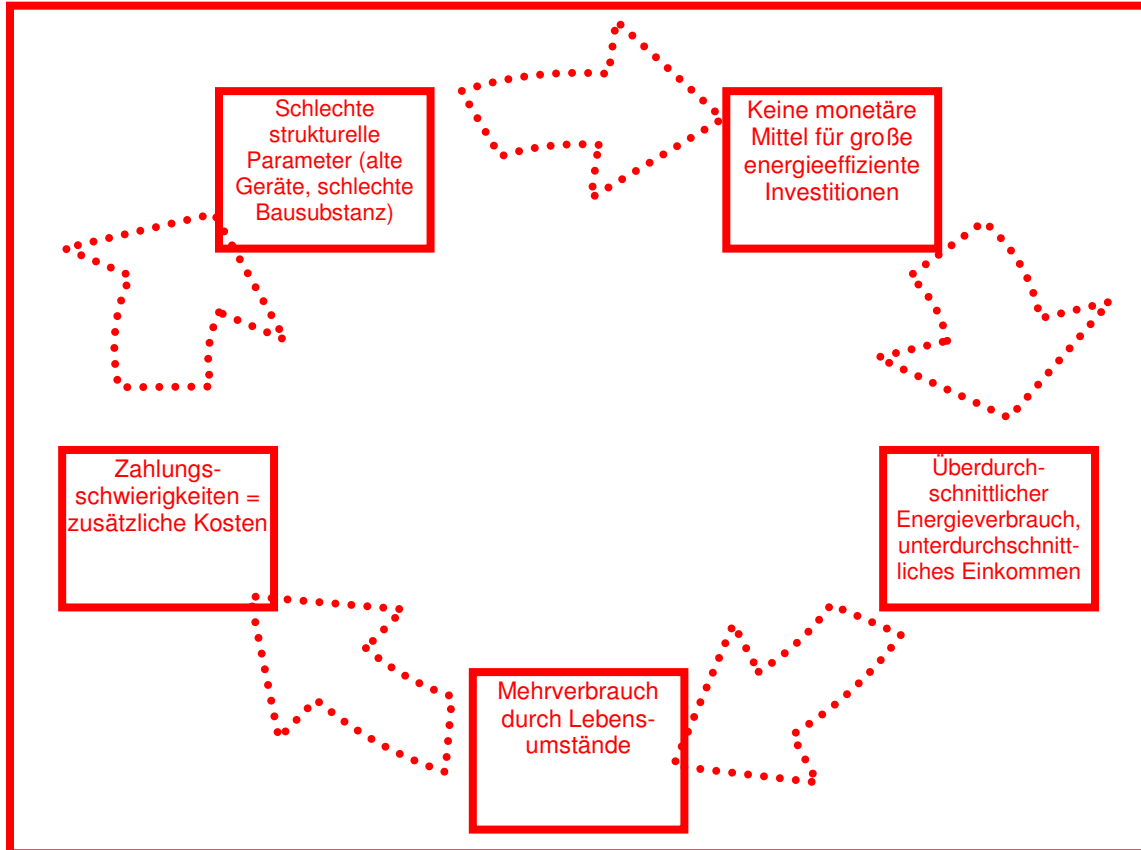 Schlechte
strukturelle
Parameter (alte
Geräte, schlechte
Bausubstanz)
Keine monetäre
Mittel für große
energieeffiziente
Investitionen
Überdurch-
schnittlicher
Energieverbrauch,
unterdurchschnitt-
liches Einkommen
Mehrverbrauch
durch Lebens-
umstände
Zahlungs-
schwierigkeiten =
zusätzliche Kosten